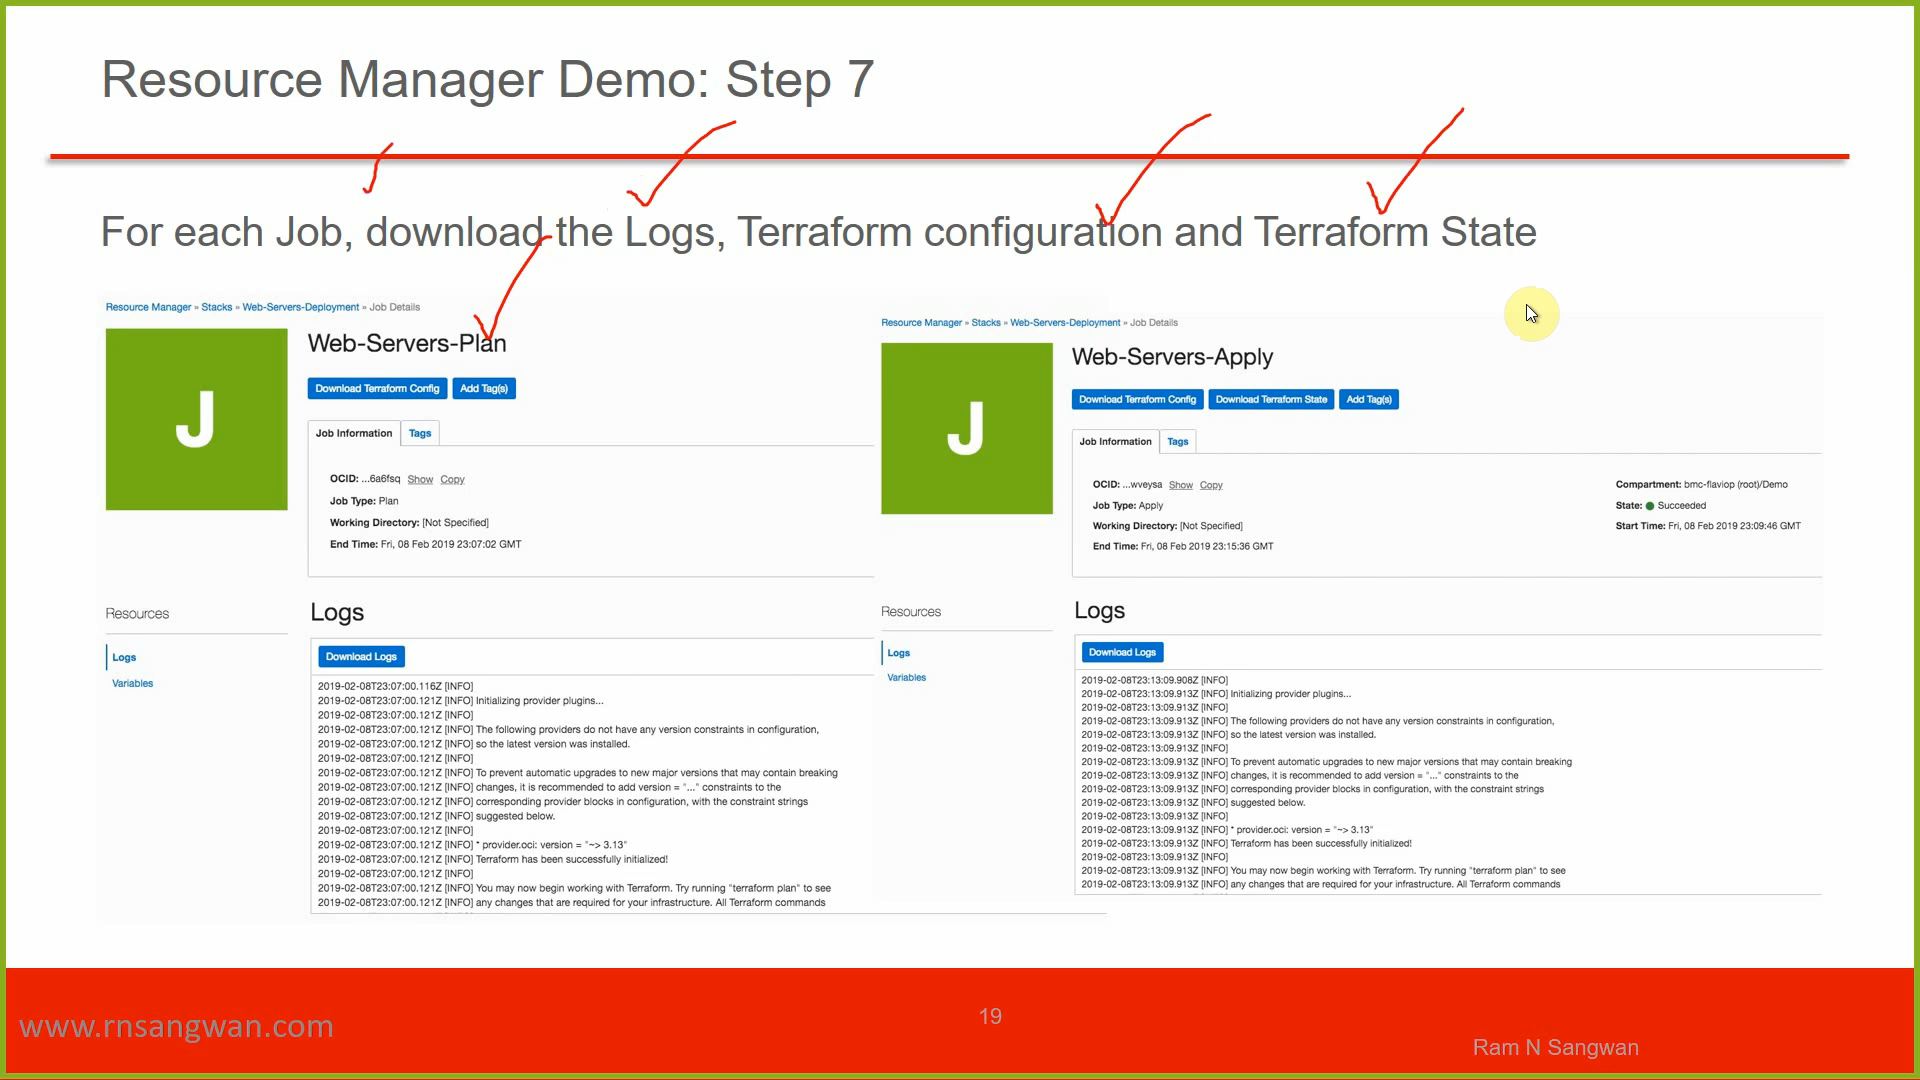 Resource Manager Demo: Step 7
For each Job, download the Logs, Terraform configuration and Terraform State
Resource Manager » Stacks » Web-Servers-Deployment » Job Details
J
Web-Servers-Plan
Download Terraform Config Add Tag(s)
Job Information Tags
OCID: ...6a6fsq Show Copy
Job Type: Plan
Working Directory: [Not Specified]
End Time: Fri, 08 Feb 2019 23:07:02 GMT
Resources
Logs
Variables
Logs
Download Logs
2019-02-08T23:07:00.116Z [INFO]
2019-02-08T23:07:00.121Z [INFO] Initializing provider plugins...
2019-02-08T23:07:00.121Z [INFO]
2019-02-08T23:07:00.121Z [INFO] The following providers do not have any version constraints in configuration,
2019-02-08T23:07:00.121Z [INFO] so the latest version was installed.
2019-02-08T23:07:00.121Z [INFO]
2019-02-08T23:07:00.121Z [INFO] To prevent automatic upgrades to new major versions that may contain breaking
2019-02-08T23:07:00.121Z [INFO] changes, it is recommended to add version = "..." constraints to the
2019-02-08T23:07:00.121Z [INFO] corresponding provider blocks in configuration, with the constraint strings
2019-02-08T23:07:00.121Z [INFO] suggested below.
2019-02-08T23:07:00.121Z [INFO]
2019-02-08T23:07:00.121Z [INFO] * provider.oci: version = "~> 3.13"
2019-02-08T23:07:00.121Z [INFO] Terraform has been successfully initialized!
2019-02-08T23:07:00.121Z [INFO]
2019-02-08T23:07:00.121Z [INFO] You may now begin working with Terraform. Try running "terraform plan" to see
2019-02-08T23:07:00.121Z [INFO] any changes that are required for your infrastructure. All Terraform commands
Resource Manager » Stacks » Web-Servers-Deployment » Job Details
J
Web-Servers-Apply
Download Terraform Config Download Terraform State Add Tag(s)
Job Information Tags
OCID: ...wveysa Show Copy
Job Type: Apply
Working Directory: [Not Specified]
End Time: Fri, 08 Feb 2019 23:15:36 GMT
Compartment: bmc-flaviop (root)/Demo
State: Succeeded
Start Time: Fri, 08 Feb 2019 23:09:46 GMT
Resources
Logs
Variables
Logs
Download Logs
2019-02-08T23:13:09.908Z [INFO]
2019-02-08T23:13:09.913Z [INFO] Initializing provider plugins...
2019-02-08T23:13:09.913Z [INFO]
2019-02-08T23:13:09.913Z [INFO] The following providers do not have any version constraints in configuration,
2019-02-08T23:13:09.913Z [INFO] so the latest version was installed.
2019-02-08T23:13:09.913Z [INFO]
2019-02-08T23:13:09.913Z [INFO] To prevent automatic upgrades to new major versions that may contain breaking
2019-02-08T23:13:09.913Z [INFO] changes, it is recommended to add version = "..." constraints to the
2019-02-08T23:13:09.913Z [INFO] corresponding provider blocks in configuration, with the constraint strings
2019-02-08T23:13:09.913Z [INFO] suggested below.
2019-02-08T23:13:09.913Z [INFO]
2019-02-08T23:13:09.913Z [INFO] * provider.oci: version = "~> 3.13"
2019-02-08T23:13:09.913Z [INFO] Terraform has been successfully initialized!
2019-02-08T23:13:09.913Z [INFO]
2019-02-08T23:13:09.913Z [INFO] You may now begin working with Terraform. Try running "terraform plan" to see
2019-02-08T23:13:09.913Z [INFO] any changes that are required for your infrastructure. All Terraform commands
www.rnsangwan.com
19
Ram N Sangwan